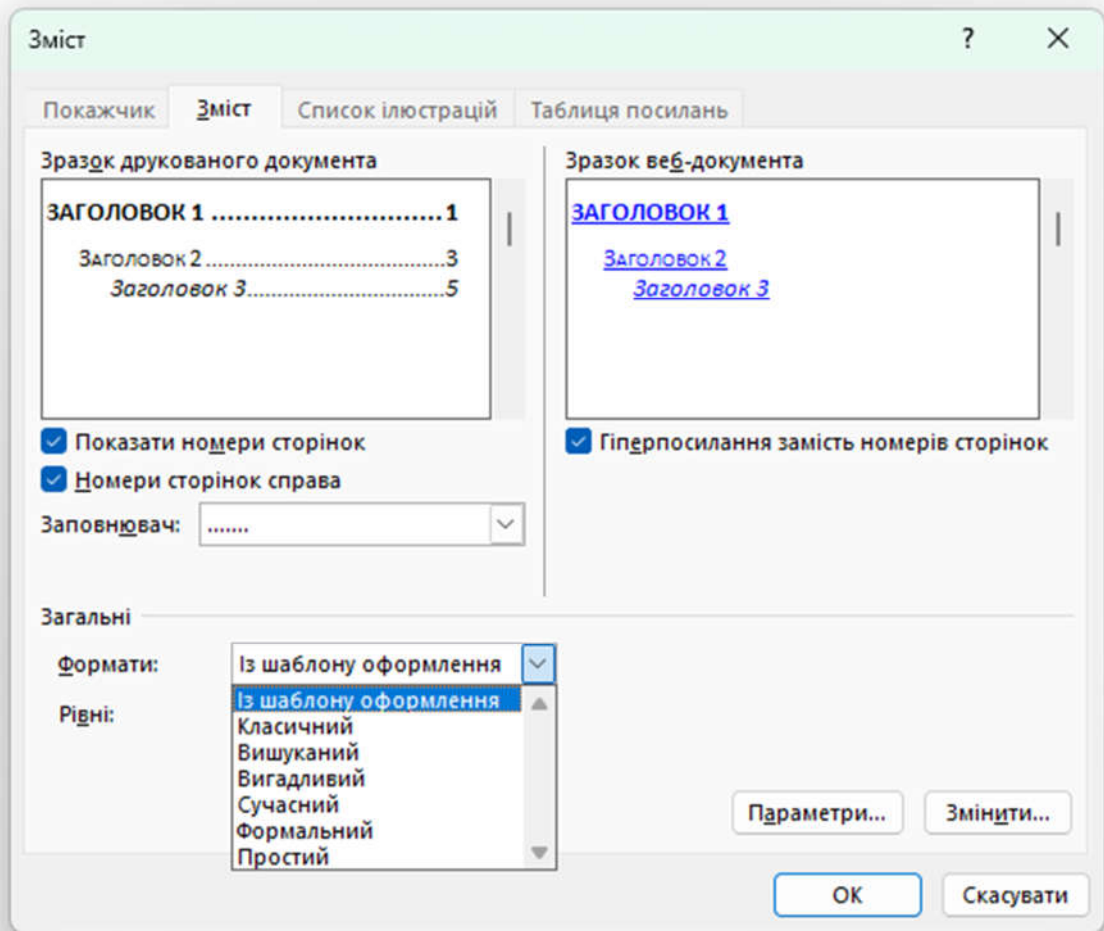 Зміст ?
Покажчик Зміст Список ілюстрацій Таблиця посилань
Зразок друкованого документа
ЗАГОЛОВОК 1 ............................ 1
Заголовок 2 ............................ 3
Заголовок 3 ............................ 5
Показати номери сторінок
Номери сторінок справа
Заповнювач: .......
Зразок веб-документа
ЗАГОЛОВОК 1
Заголовок 2
Заголовок 3
Гіперпосилання замість номерів сторінок
Загальні
Формати: Із шаблону оформлення
Рівні:
Із шаблону оформлення
Класичний
Вишуканий
Вигадливий
Сучасний
Формальний
Простий
Параметри... Змінити...
ОК Скасувати